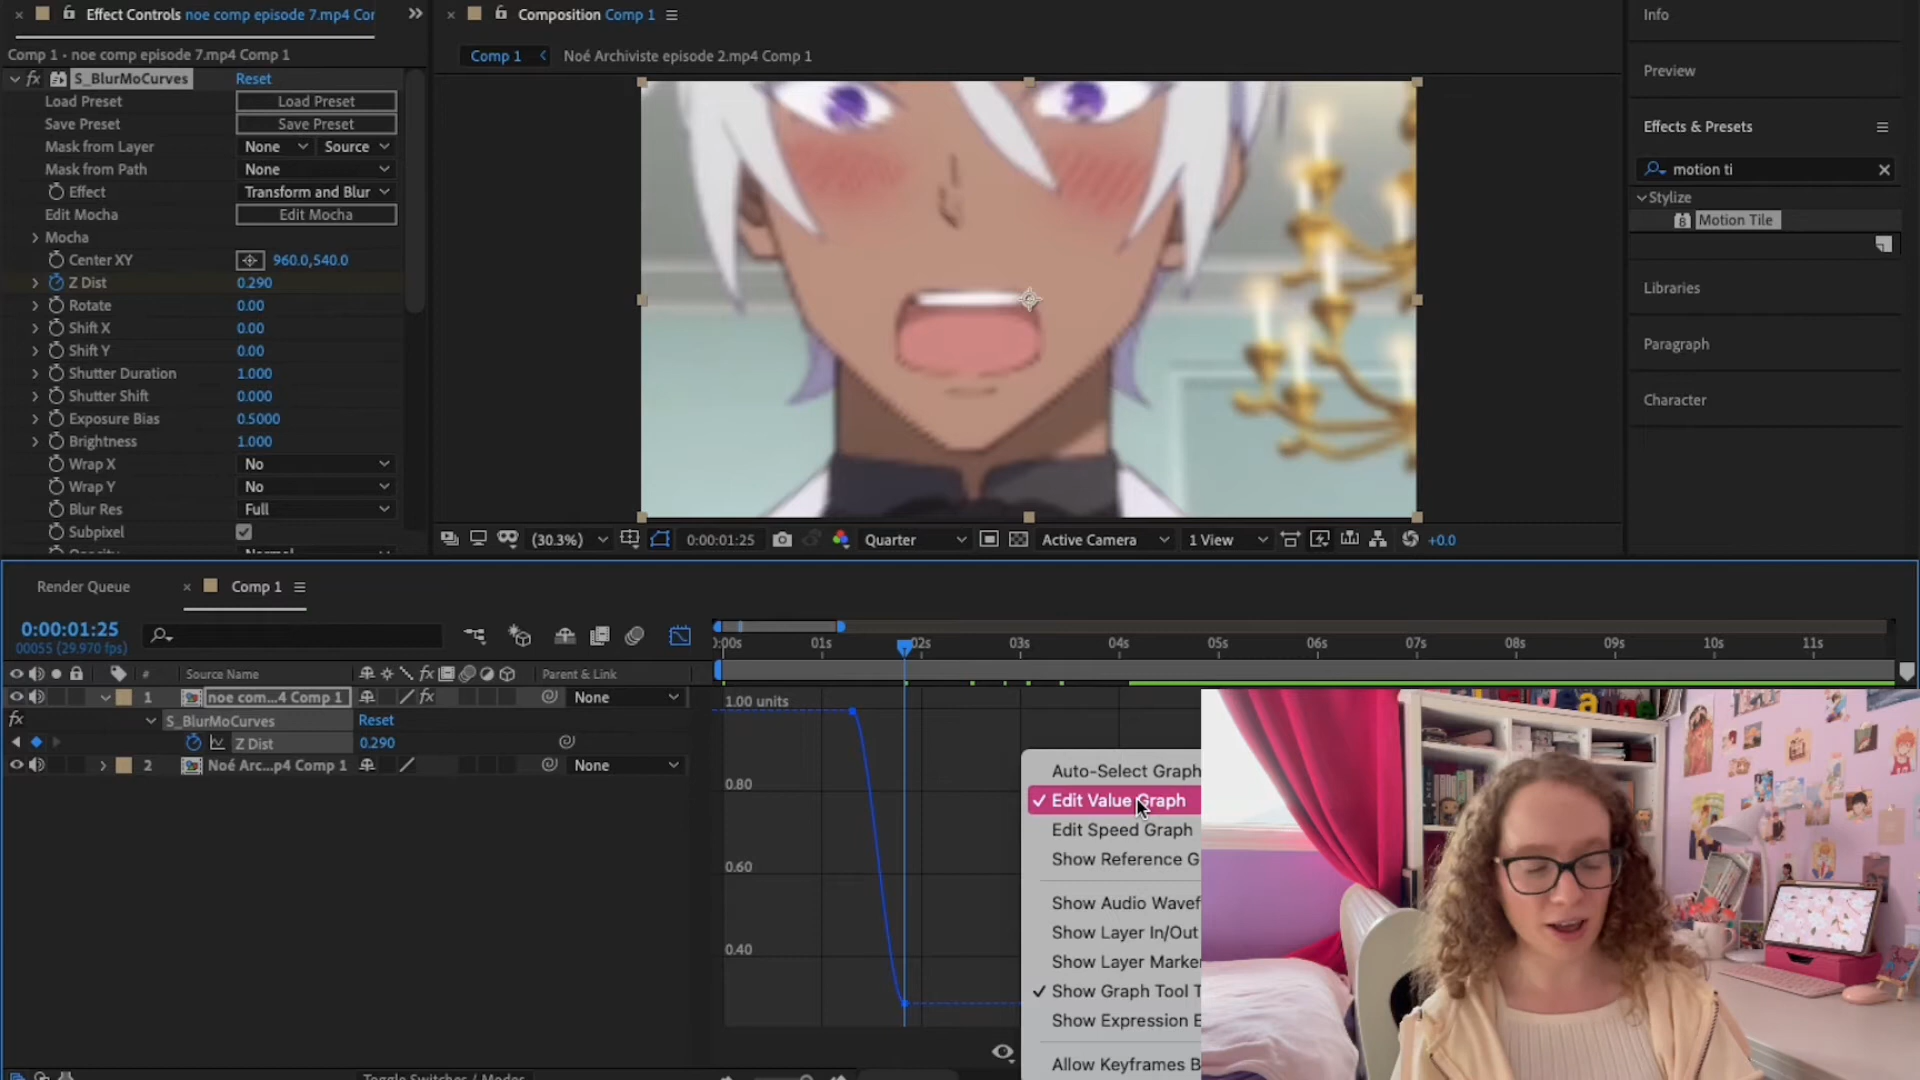 Effect Controls noe comp episode 7.mp4 Cor
Comp 1 • noe comp episode 7.mp4 Comp 1
fx S_BlurMoCurves Reset
Load Preset Load Preset
Save Preset Save Preset
Mask from Layer None Source
Mask from Path None
Effect Transform and Blur
Edit Mocha Edit Mocha
Mocha
Center XY 960.0,540.0
Z Dist 0.290
Rotate 0.00
Shift X 0.00
Shift Y 0.00
Shutter Duration 1.000
Shutter Shift 0.000
Exposure Bias 0.5000
Brightness 1.000
Wrap X No
Wrap Y No
Blur Res Full
Subpixel
Composition Comp 1
Comp 1 Noé Archiviste episode 2.mp4 Comp 1
(30.3%) 0:00:01:25 Quarter Active Camera 1 View +0.0
Info
Preview
Effects & Presets
motion ti
Stylize
8 Motion Tile
Libraries
Paragraph
Character
Render Queue Comp 1
0:00:01:25
00055 (29.970 fps)
# Source Name fx Parent & Link
1 noe com...4 Comp 1 fx None
fx S_BlurMoCurves Reset
Z Dist 0.290
2 Noé Arc...p4 Comp 1 None
):00s 01s 02s 03s 04s 05s 06s 07s 08s 09s 10s 11s
1.00 units
0.80
0.60
0.40
Auto-Select Graph
✓ Edit Value Graph
Edit Speed Graph
Show Reference G
Show Audio Wavef
Show Layer In/Out
Show Layer Marker
✓ Show Graph Tool T
Show Expression E
Allow Keyframes B
Toggle Switches / Modes